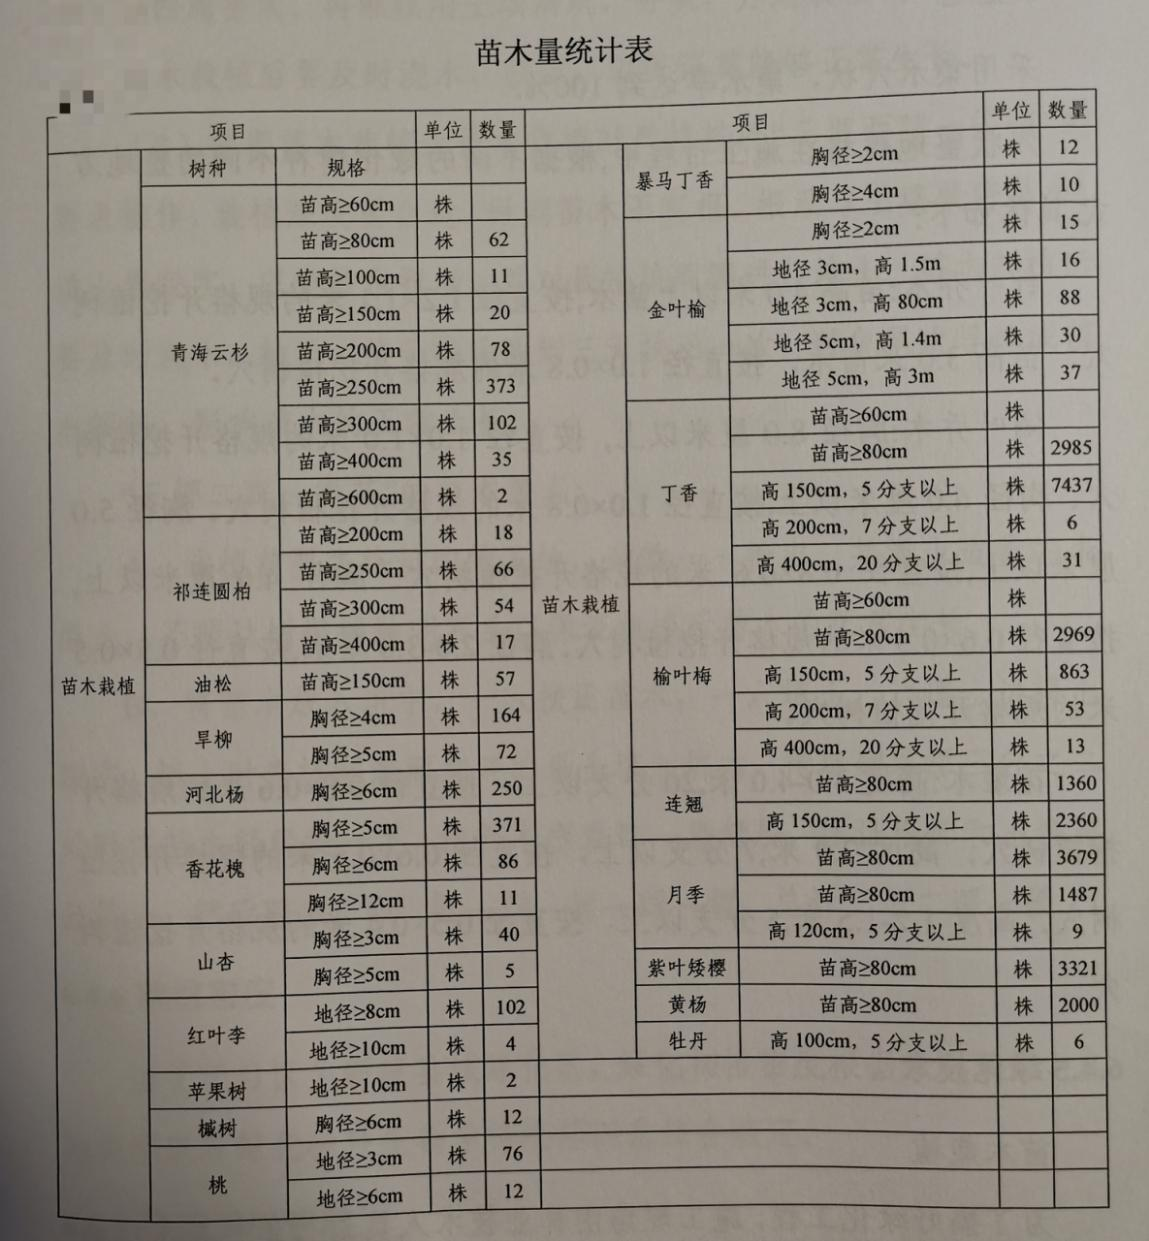 苗木量统计表
项目 单位 数量 项目 单位 数量
苗木栽植 树种 规格
青海云杉 苗高≥60cm 株
苗高≥80cm 株 62
苗高≥100cm 株 11
苗高≥150cm 株 20
苗高≥200cm 株 78
苗高≥250cm 株 373
苗高≥300cm 株 102
苗高≥400cm 株 35
苗高≥600cm 株 2
祁连圆柏 苗高≥200cm 株 18
苗高≥250cm 株 66
苗高≥300cm 株 54
苗高≥400cm 株 17
油松 苗高≥150cm 株 57
旱柳 胸径≥4cm 株 164
胸径≥5cm 株 72
河北杨 胸径≥6cm 株 250
香花槐 胸径≥5cm 株 371
胸径≥6cm 株 86
胸径≥12cm 株 11
山杏 胸径≥3cm 株 40
胸径≥5cm 株 5
红叶李 地径≥8cm 株 102
地径≥10cm 株 4
苹果树 地径≥10cm 株 2
槭树 胸径≥6cm 株 12
桃 地径≥3cm 株 76
地径≥6cm 株 12
苗木栽植 暴马丁香 胸径≥2cm 株 12
胸径≥4cm 株 10
金叶榆 胸径≥2cm 株 15
地径 3cm，高 1.5m 株 16
地径 3cm，高 80cm 株 88
地径 5cm，高 1.4m 株 30
地径 5cm，高 3m 株 37
丁香 苗高≥60cm 株
苗高≥80cm 株 2985
高 150cm，5 分支以上 株 7437
高 200cm，7 分支以上 株 6
高 400cm，20 分支以上 株 31
榆叶梅 苗高≥60cm 株
苗高≥80cm 株 2969
高 150cm，5 分支以上 株 863
高 200cm，7 分支以上 株 53
高 400cm，20 分支以上 株 13
连翘 苗高≥80cm 株 1360
高 150cm，5 分支以上 株 2360
月季 苗高≥80cm 株 3679
苗高≥80cm 株 1487
高 120cm，5 分支以上 株 9
紫叶矮樱 苗高≥80cm 株 3321
黄杨 苗高≥80cm 株 2000
牡丹 高 100cm，5 分支以上 株 6